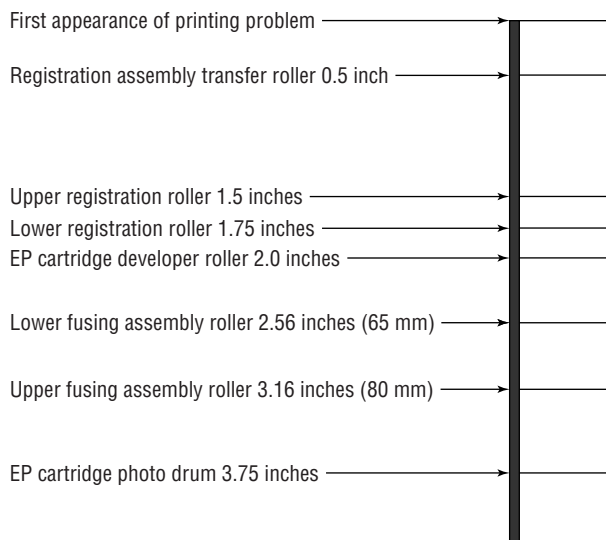 First appearance of printing problem
Registration assembly transfer roller 0.5 inch
Upper registration roller 1.5 inches
Lower registration roller 1.75 inches
EP cartridge developer roller 2.0 inches
Lower fusing assembly roller 2.56 inches (65 mm)
Upper fusing assembly roller 3.16 inches (80 mm)
EP cartridge photo drum 3.75 inches